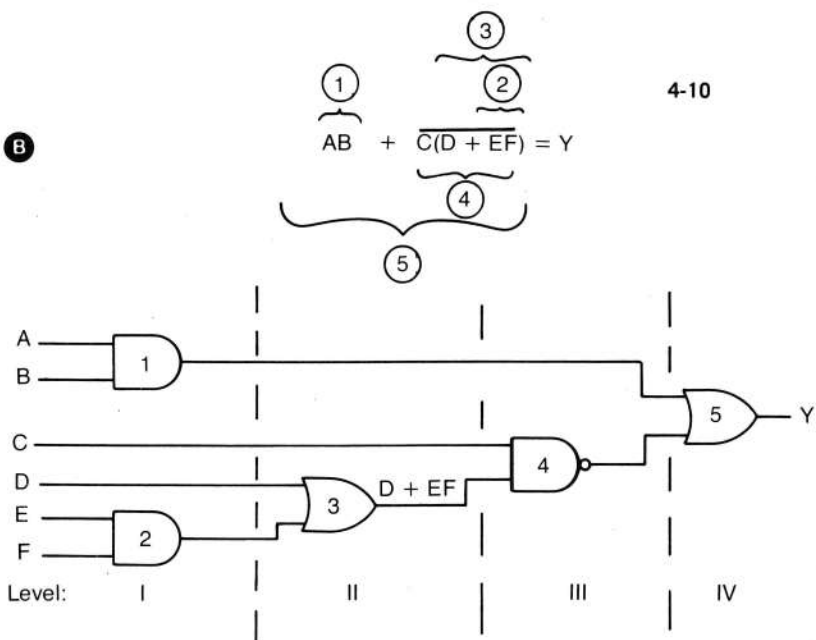 3
1 2 4-10
B AB + C(D + EF) = Y
4
5
A
B 1
5 Y
C
4
D D + EF
3
E
2
F
Level: I II III IV